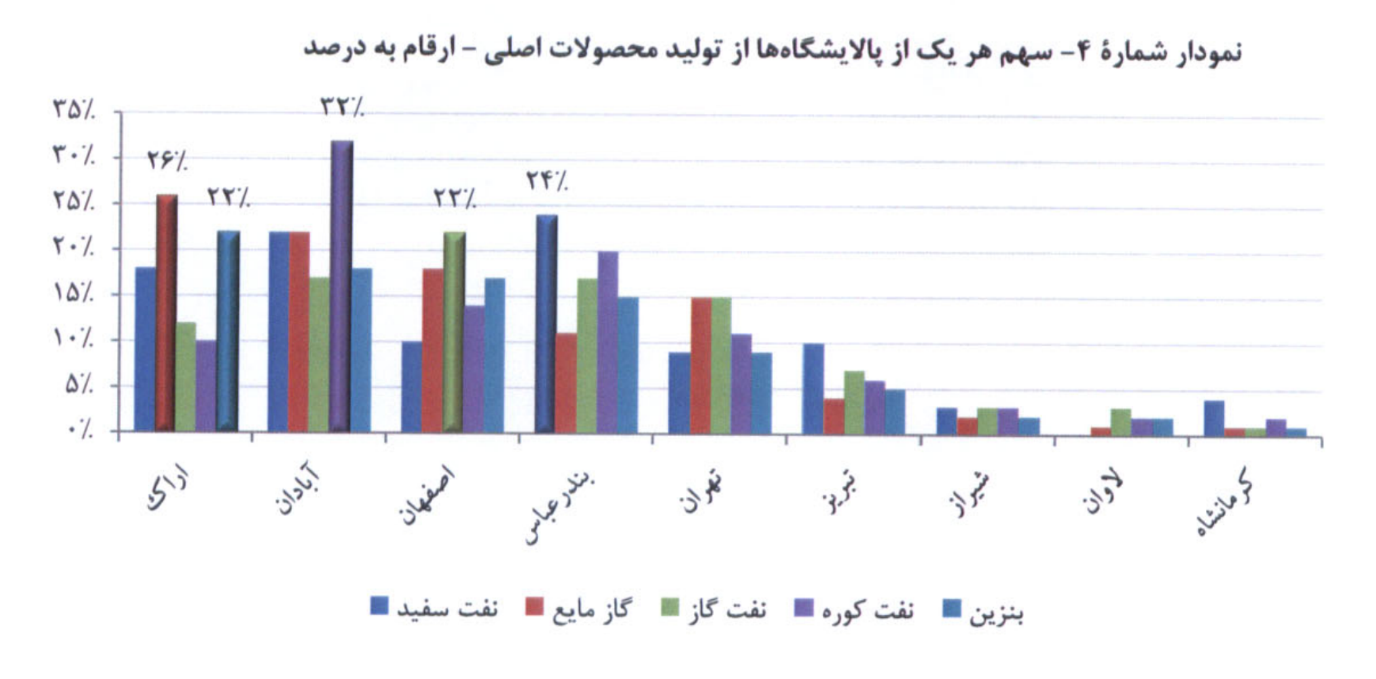 نمودار شمارهٔ ۴- سهم هر یک از پالایشگاه‌ها از تولید محصولات اصلی - ارقام به درصد
۳۵٪
۳۰٪
۲۵٪
۲۰٪
۱۵٪
۱۰٪
۵٪
۰٪
۲۶٪
۲۲٪
۳۲٪
۲۲٪
۲۴٪
اراک
آبادان
اصفهان
بندرعباس
تهران
تبریز
شیراز
لاوان
کرمانشاه
نفت سفید
گاز مایع
نفت گاز
نفت کوره
بنزین